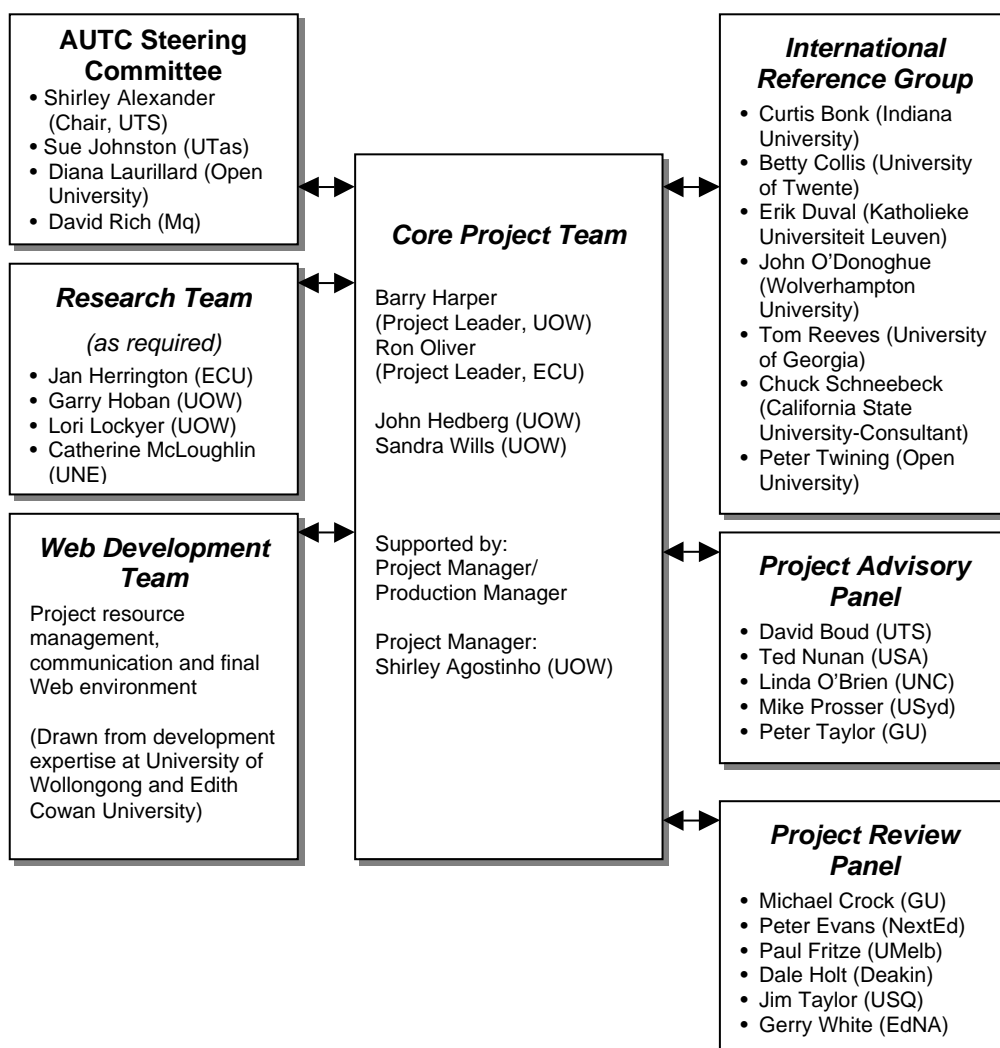 AUTC Steering
Committee
• Shirley Alexander
(Chair, UTS)
• Sue Johnston (UTas)
• Diana Laurillard (Open
University)
• David Rich (Mq)
Research Team
(as required)
• Jan Herrington (ECU)
• Garry Hoban (UOW)
• Lori Lockyer (UOW)
• Catherine McLoughlin
(UNE)
Web Development
Team
Project resource
management,
communication and final
Web environment
(Drawn from development
expertise at University of
Wollongong and Edith
Cowan University)
Core Project Team
Barry Harper
(Project Leader, UOW)
Ron Oliver
(Project Leader, ECU)
John Hedberg (UOW)
Sandra Wills (UOW)
Supported by:
Project Manager/
Production Manager
Project Manager:
Shirley Agostinho (UOW)
International
Reference Group
• Curtis Bonk (Indiana
University)
• Betty Collis (University
of Twente)
• Erik Duval (Katholieke
Universiteit Leuven)
• John O’Donoghue
(Wolverhampton
University)
• Tom Reeves (University
of Georgia)
• Chuck Schneebeck
(California State
University-Consultant)
• Peter Twining (Open
University)
Project Advisory
Panel
• David Boud (UTS)
• Ted Nunan (USA)
• Linda O’Brien (UNC)
• Mike Prosser (USyd)
• Peter Taylor (GU)
Project Review
Panel
• Michael Crock (GU)
• Peter Evans (NextEd)
• Paul Fritze (UMelb)
• Dale Holt (Deakin)
• Jim Taylor (USQ)
• Gerry White (EdNA)